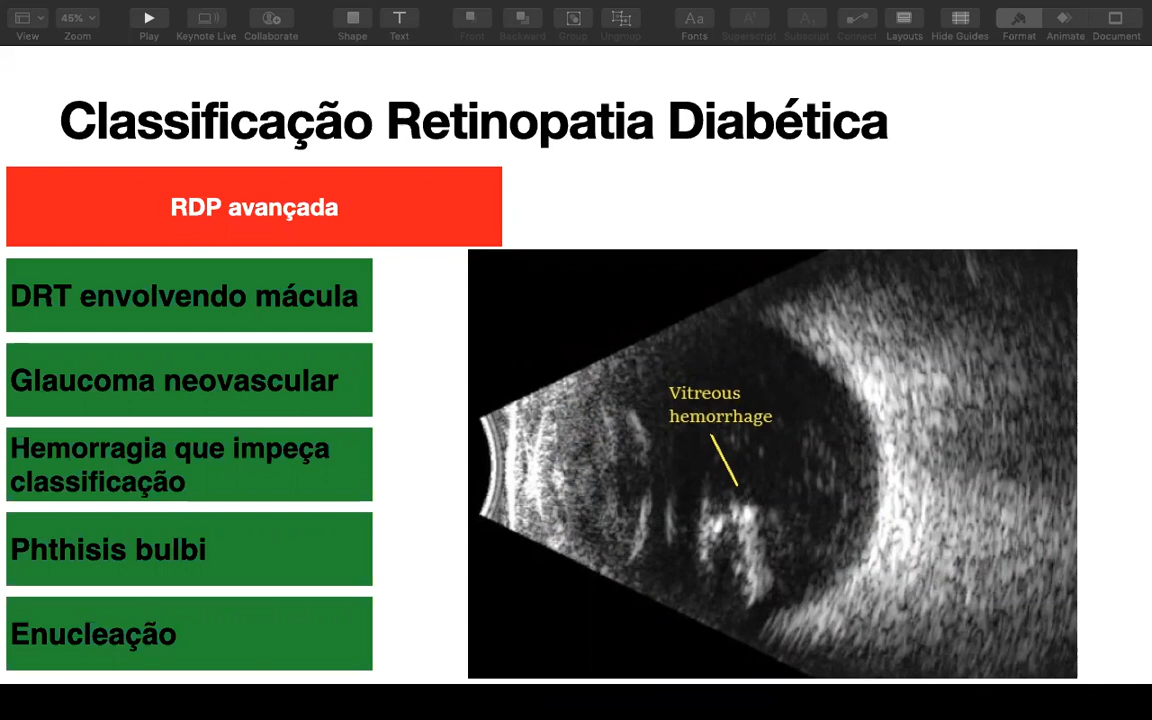 45%
View
Zoom
Play
Keynote Live
Collaborate
Shape
T
Text
Front
Backward
Group
Ungroup
Aa
Fonts
Superscript
Subscript
Connect
Layouts
Hide Guides
Format
Animate
Document
Classificação Retinopatia Diabética
RDP avançada
DRT envolvendo mácula
Glaucoma neovascular
Hemorragia que impeça
classificação
Phthisis bulbi
Enucleação
Vitreous
hemorrhage